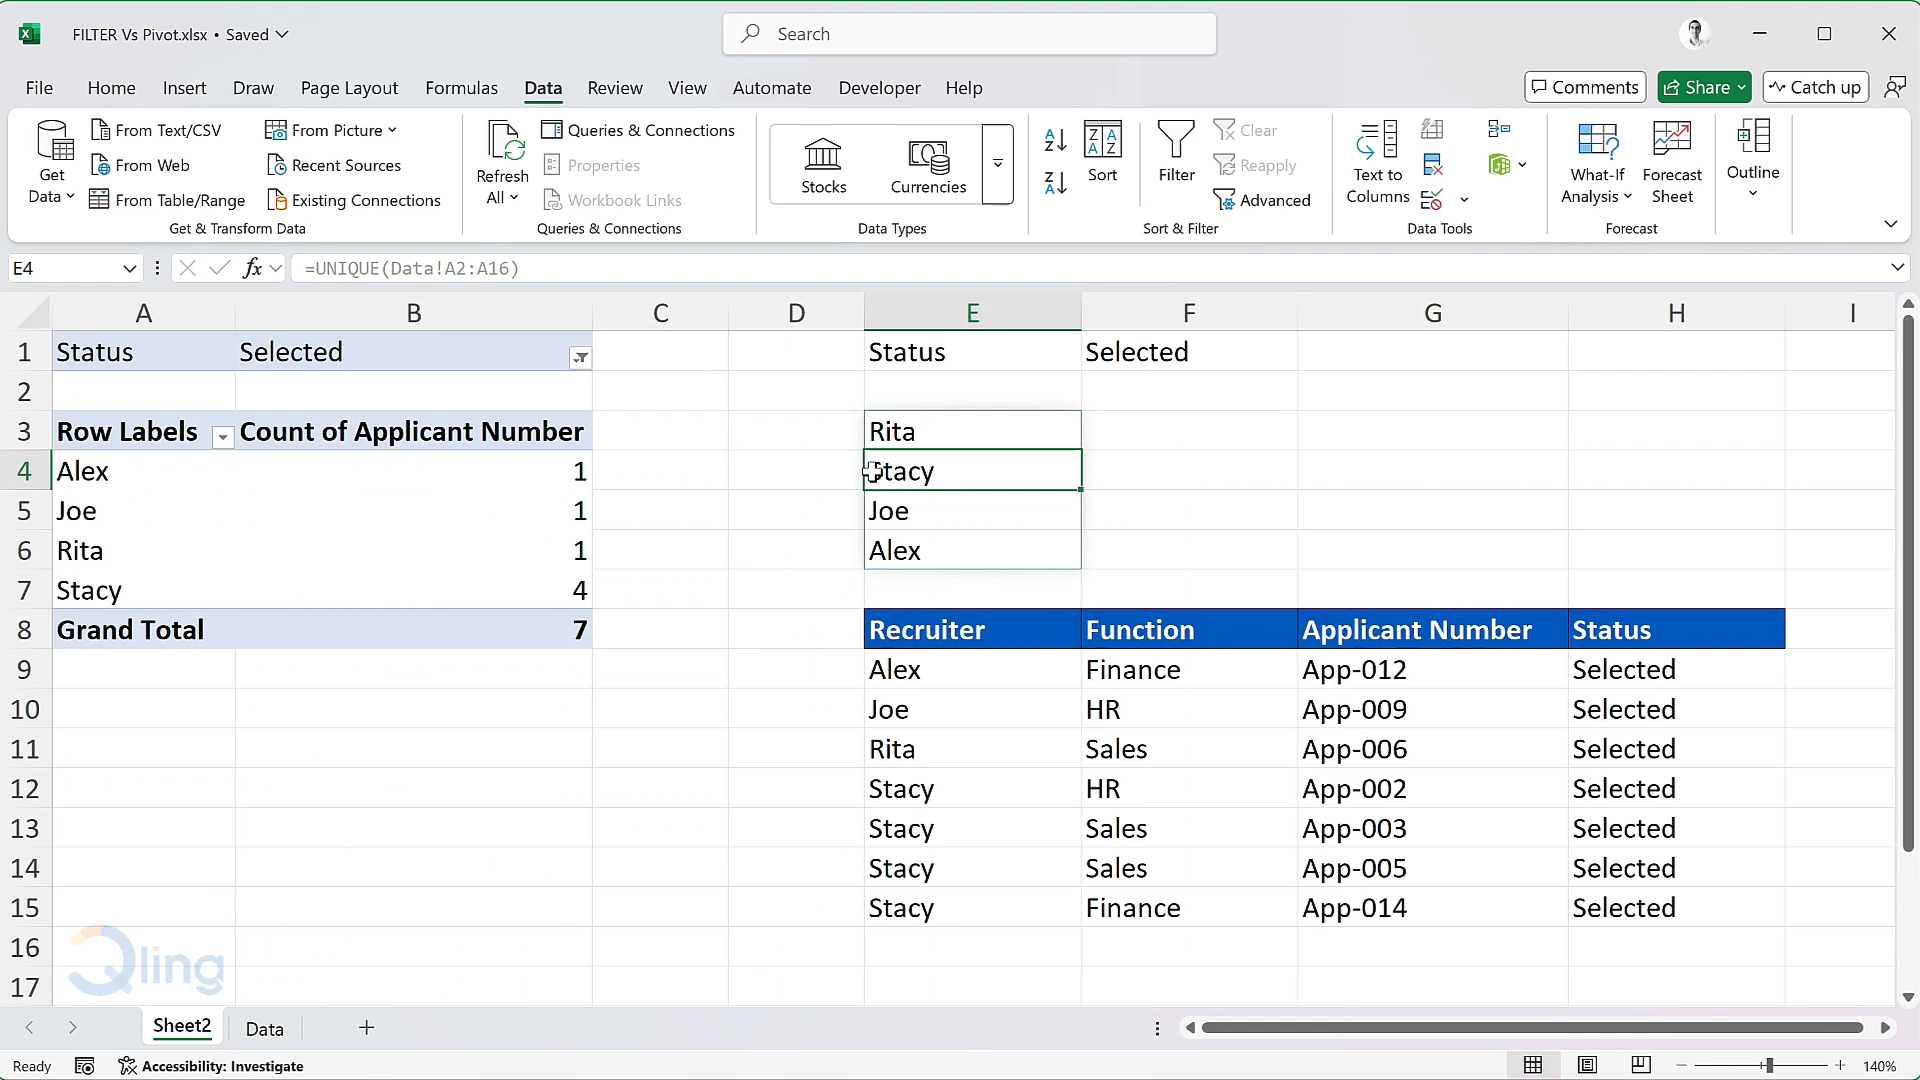 FILTER Vs Pivot.xlsx • Saved
Search
File Home Insert Draw Page Layout Formulas Data Review View Automate Developer Help
Comments Share Catch up
Get Data
From Text/CSV
From Web
From Table/Range
From Picture
Recent Sources
Existing Connections
Get & Transform Data
Refresh All
Queries & Connections
Properties
Workbook Links
Queries & Connections
Stocks
Currencies
Data Types
Sort
Filter
Clear
Reapply
Advanced
Sort & Filter
Text to Columns
Data Tools
What-If Analysis
Forecast Sheet
Forecast
Outline
E4 fx =UNIQUE(Data!A2:A16)
A B C D E F G H I
1 Status Selected Status Selected
2
3 Row Labels Count of Applicant Number Rita
4 Alex 1 Stacy
5 Joe 1 Joe
6 Rita 1 Alex
7 Stacy 4
8 Grand Total 7 Recruiter Function Applicant Number Status
9 Alex Finance App-012 Selected
10 Joe HR App-009 Selected
11 Rita Sales App-006 Selected
12 Stacy HR App-002 Selected
13 Stacy Sales App-003 Selected
14 Stacy Sales App-005 Selected
15 Stacy Finance App-014 Selected
16
17
Qling
Sheet2 Data
Ready Accessibility: Investigate 140%